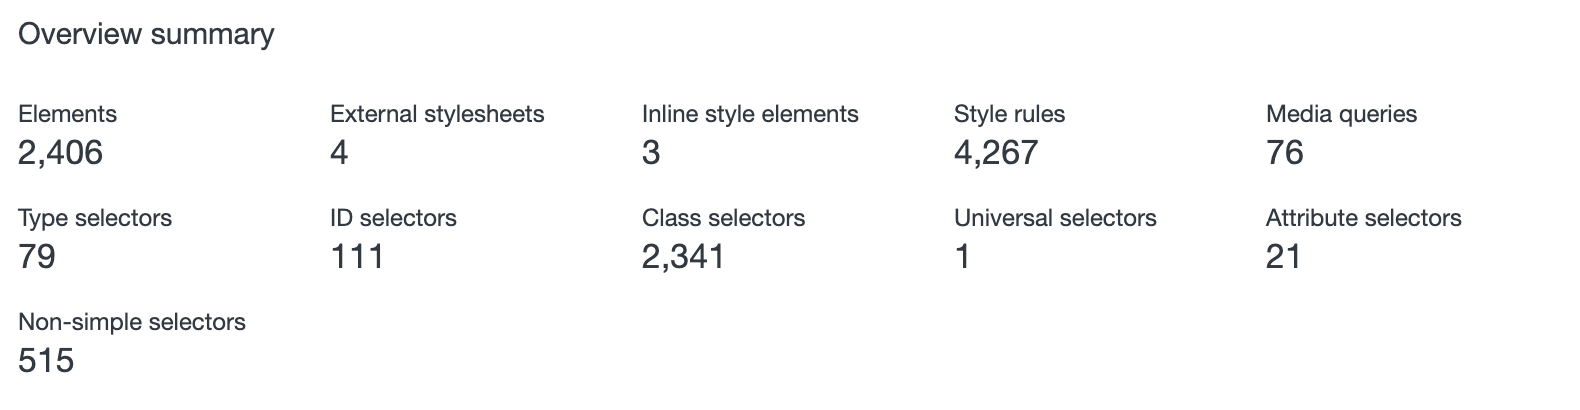 Overview summary
Elements
External stylesheets
Inline style elements
Style rules
Media queries
2,406
4
3
4,267
76
Type selectors
ID selectors
Class selectors
Universal selectors
Attribute selectors
79
111
2,341
1
21
Non-simple selectors
515